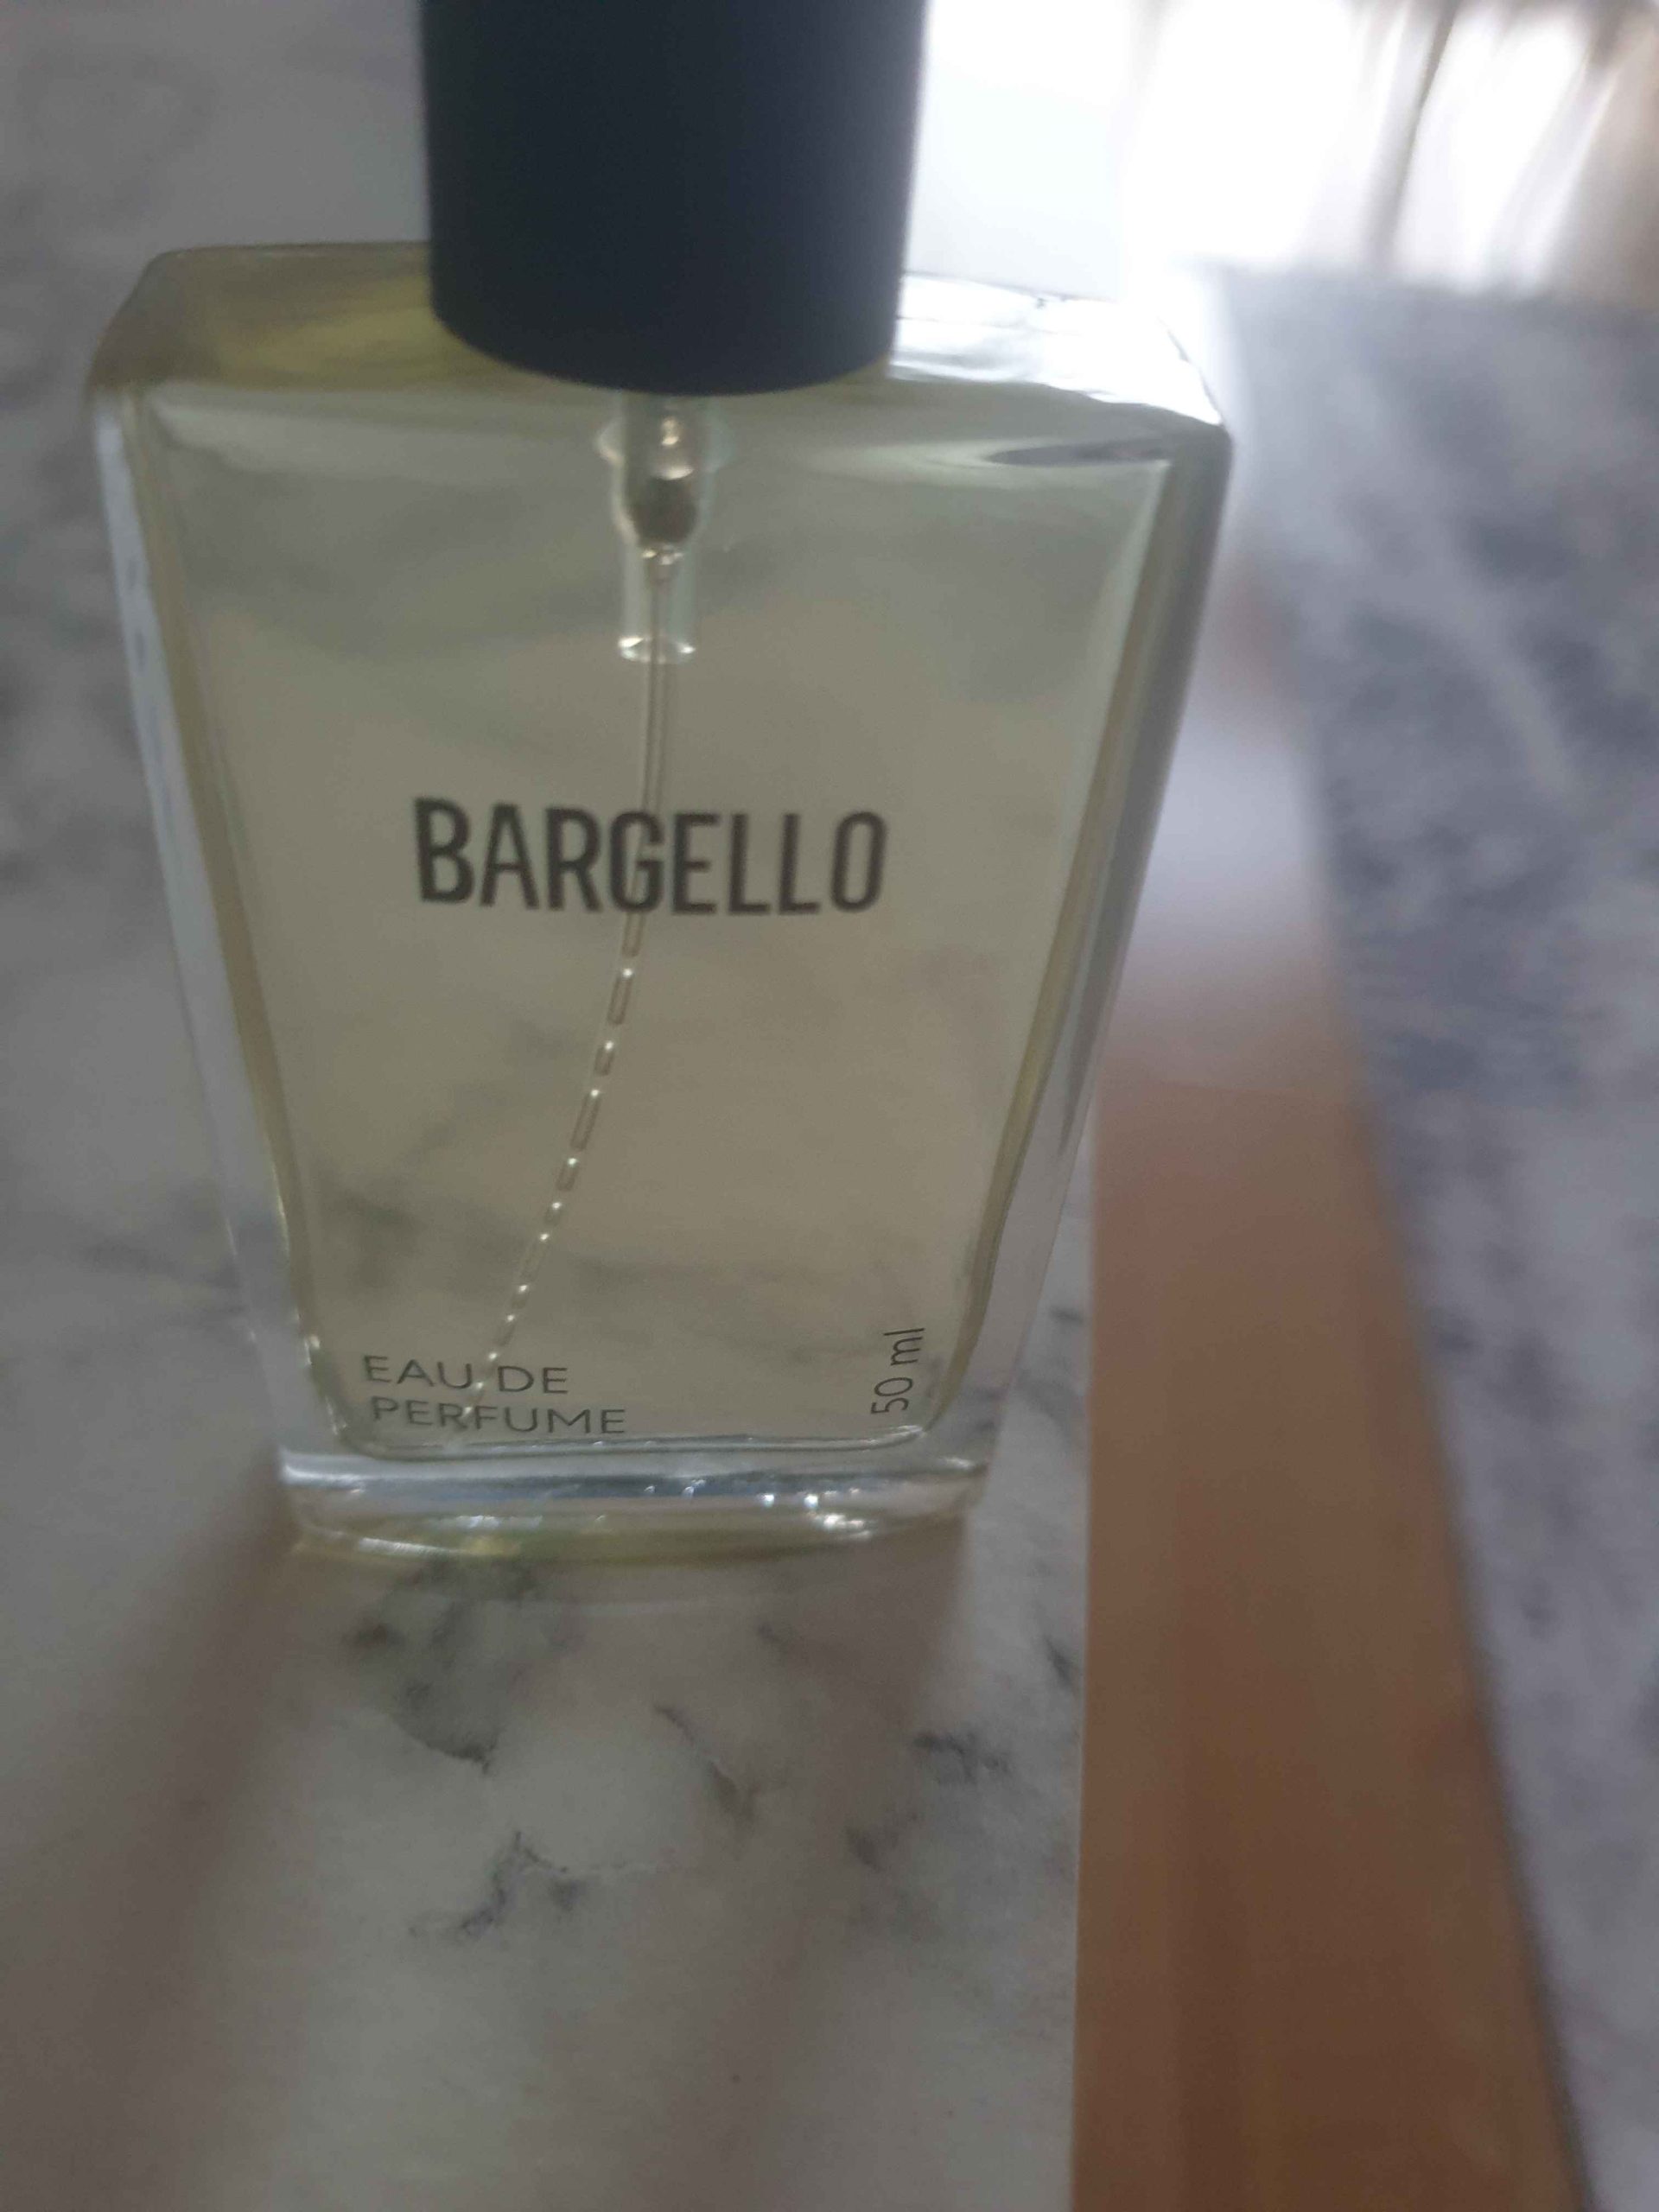 BARGELLO
EAU DE
PERFUME
50 ml